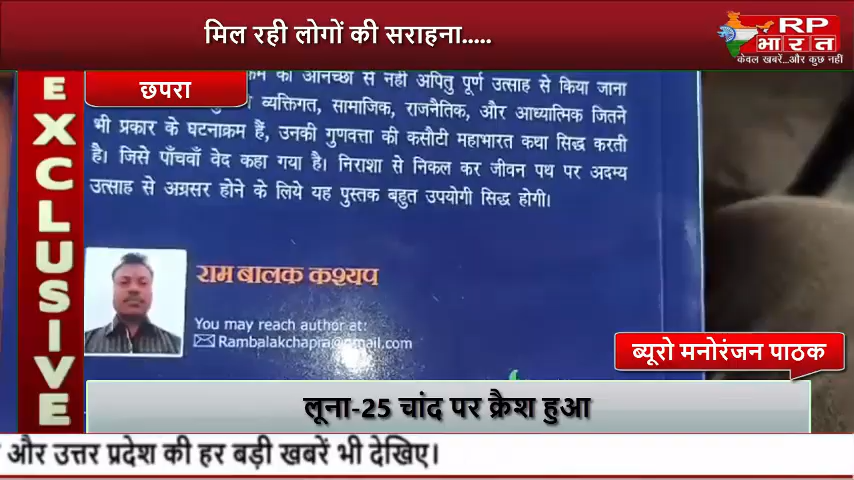 मिल रही लोगों की सराहना.....
RP
भारत
केवल खबरें...और कुछ नहीं
EXCLUSIVE
छपरा
का आनच्छा से नही अपितु पूर्ण उत्साह से किया जाना
व्यक्तिगत, सामाजिक, राजनैतिक, और आध्यात्मिक जितने
भी प्रकार के घटनाक्रम हैं, उनकी गुणवत्ता की कसौटी महाभारत कथा सिद्ध करती
है। जिसे पाँचवाँ वेद कहा गया है। निराशा से निकल कर जीवन पथ पर अदम्य
उत्साह से अग्रसर होने के लिये यह पुस्तक बहुत उपयोगी सिद्ध होगी।
राम बालक कश्यप
You may reach author at:
Rambalakchapra@gmail.com
ब्यूरो मनोरंजन पाठक
लूना-25 चांद पर क्रैश हुआ
और उत्तर प्रदेश की हर बड़ी खबरें भी देखिए।